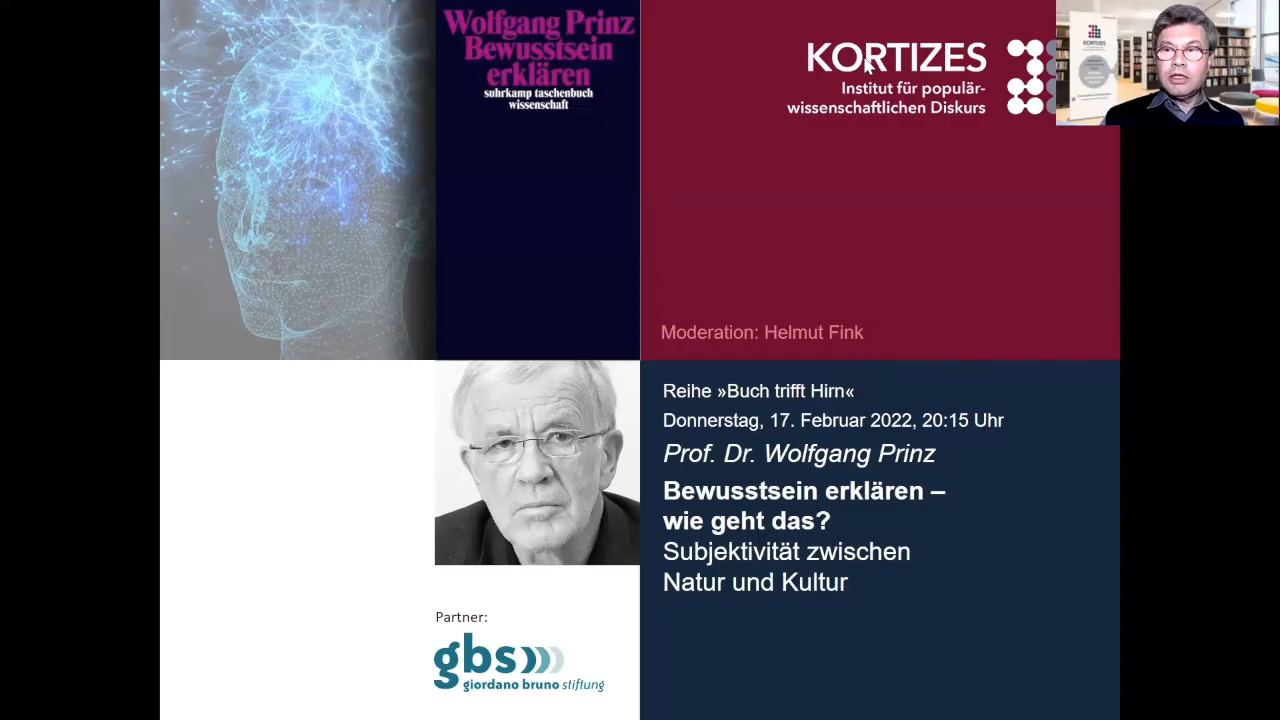 Wolfgang Prinz
Bewusstsein
erklären
suhrkamp taschenbuch
wissenschaft
KORTIZES
Institut für populär-
wissenschaftlichen Diskurs
KORTIZES
Moderation: Helmut Fink
Reihe »Buch trifft Hirn«
Donnerstag, 17. Februar 2022, 20:15 Uhr
Prof. Dr. Wolfgang Prinz
Bewusstsein erklären –
wie geht das?
Subjektivität zwischen
Natur und Kultur
Partner:
gbs
giordano bruno stiftung